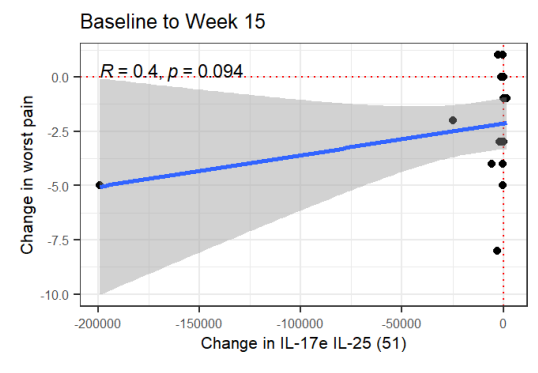 Baseline to Week 15
R = 0.4, p = 0.094
Change in worst pain
0.0
-2.5
-5.0
-7.5
-10.0
-200000 -150000 -100000 -50000 0
Change in IL-17e IL-25 (51)